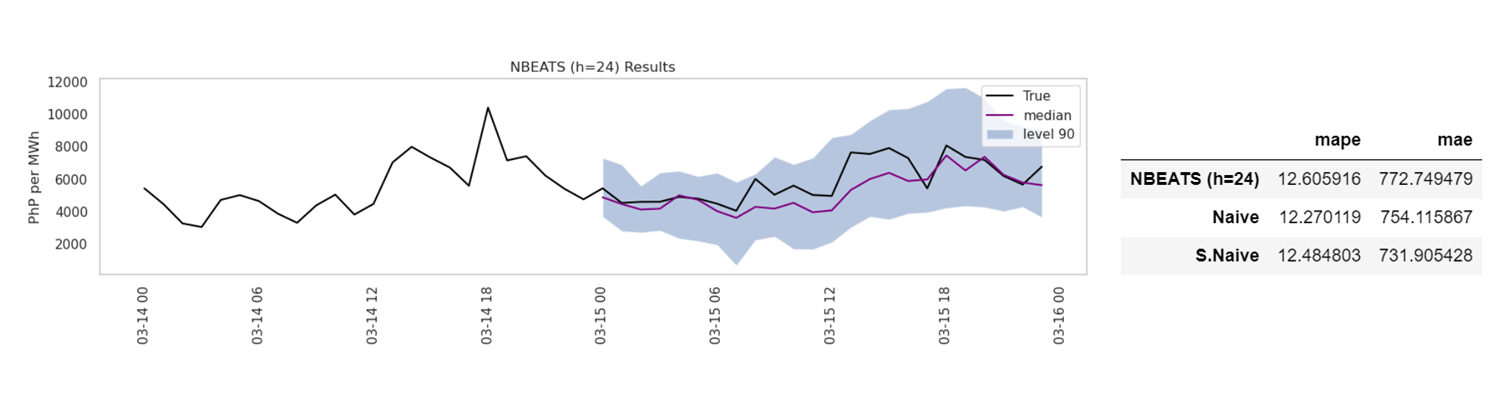 NBEATS (h=24) Results
PhP per MWh
12000
10000
8000
6000
4000
2000
True
median
level 90
03-14 00
03-14 06
03-14 12
03-14 18
03-15 00
03-15 06
03-15 12
03-15 18
03-16 00
mape mae
NBEATS (h=24) 12.605916 772.749479
Naive 12.270119 754.115867
S.Naive 12.484803 731.905428